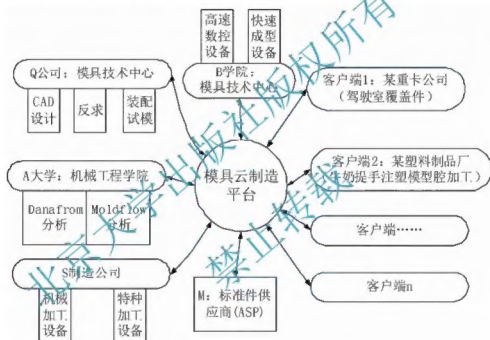 高速
数控
设备
快速
成型
设备
Q公司：模具技术中心
B学院：
模具技术中心
客户端1：某重卡公司
（驾驶室覆盖件）
CAD
设计
反求
装配
试模
A大学：机械工程学院
模具云制造
平台
客户端2：某塑料制品厂
（牛奶提手注塑模型腔加工）
Danafrom
分析
Moldflow
分析
客户端……
S制造公司
客户端n
机械
加工
设备
特种
加工
设备
M：标准件供
应商(ASP)
北京大学出版社版权所有
禁止转载